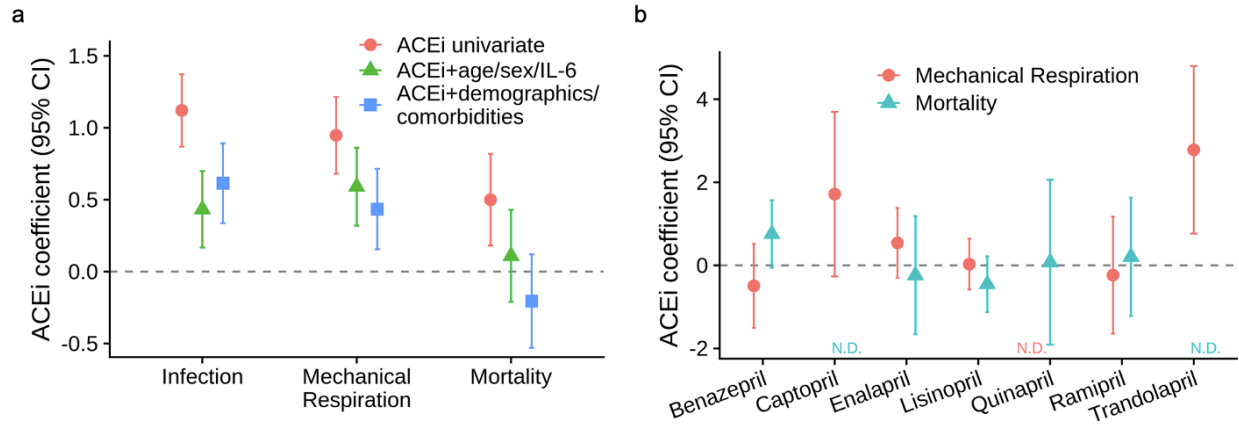 a
ACEi coefficient (95% CI)
1.5
1.0
0.5
0.0
-0.5
ACEi univariate
ACEi+age/sex/IL-6
ACEi+demographics/
comorbidities
Infection
Mechanical
Respiration
Mortality
b
ACEi coefficient (95% CI)
4
2
0
-2
Mechanical Respiration
Mortality
N.D.
N.D.
N.D.
Benazepril
Captopril
Enalapril
Lisinopril
Quinapril
Ramipril
Trandolapril